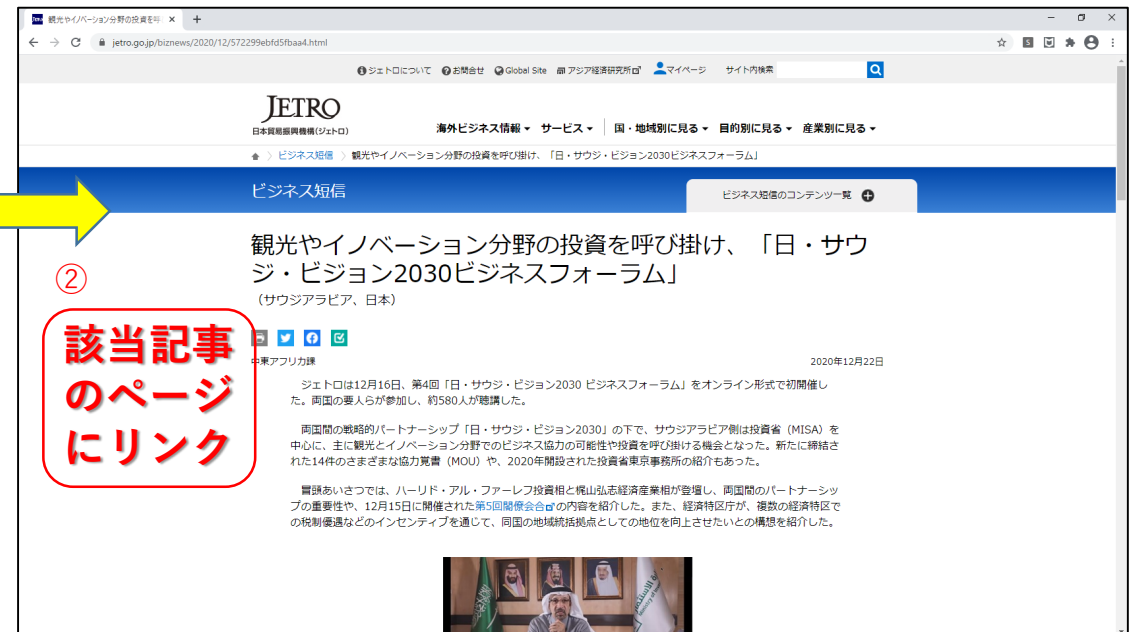 観光やイノベーション分野の投資を呼
jetro.go.jp/biznews/2020/12/572299ebfd5fbaa4.html
ジェトロについて お問合せ Global Site アジア経済研究所 マイページ サイト内検索
JETRO
日本貿易振興機構(ジェトロ)
海外ビジネス情報 サービス 国・地域別に見る 目的別に見る 産業別に見る
ビジネス短信 観光やイノベーション分野の投資を呼び掛け、「日・サウジ・ビジョン2030ビジネスフォーラム」
ビジネス短信
ビジネス短信のコンテンツ一覧
観光やイノベーション分野の投資を呼び掛け、「日・サウ
ジ・ビジョン2030ビジネスフォーラム」
(サウジアラビア、日本)
②
該当記事
のページ
にリンク
東アフリカ課
2020年12月22日
ジェトロは12月16日、第4回「日・サウジ・ビジョン2030 ビジネスフォーラム」をオンライン形式で初開催し
た。両国の要人らが参加し、約580人が聴講した。
両国間の戦略的パートナーシップ「日・サウジ・ビジョン2030」の下で、サウジアラビア側は投資省（MISA）を
中心に、主に観光とイノベーション分野でのビジネス協力の可能性や投資を呼び掛ける機会となった。新たに締結さ
れた14件のさまざまな協力覚書（MOU）や、2020年開設された投資省東京事務所の紹介もあった。
冒頭あいさつでは、ハーリド・アル・ファーレフ投資相と梶山弘志経済産業相が登壇し、両国間のパートナーシッ
プの重要性や、12月15日に開催された第5回閣僚会合の内容を紹介した。また、経済特区庁が、複数の経済特区で
の税制優遇などのインセンティブを通じて、同国の地域統括拠点としての地位を向上させたいとの構想を紹介した。